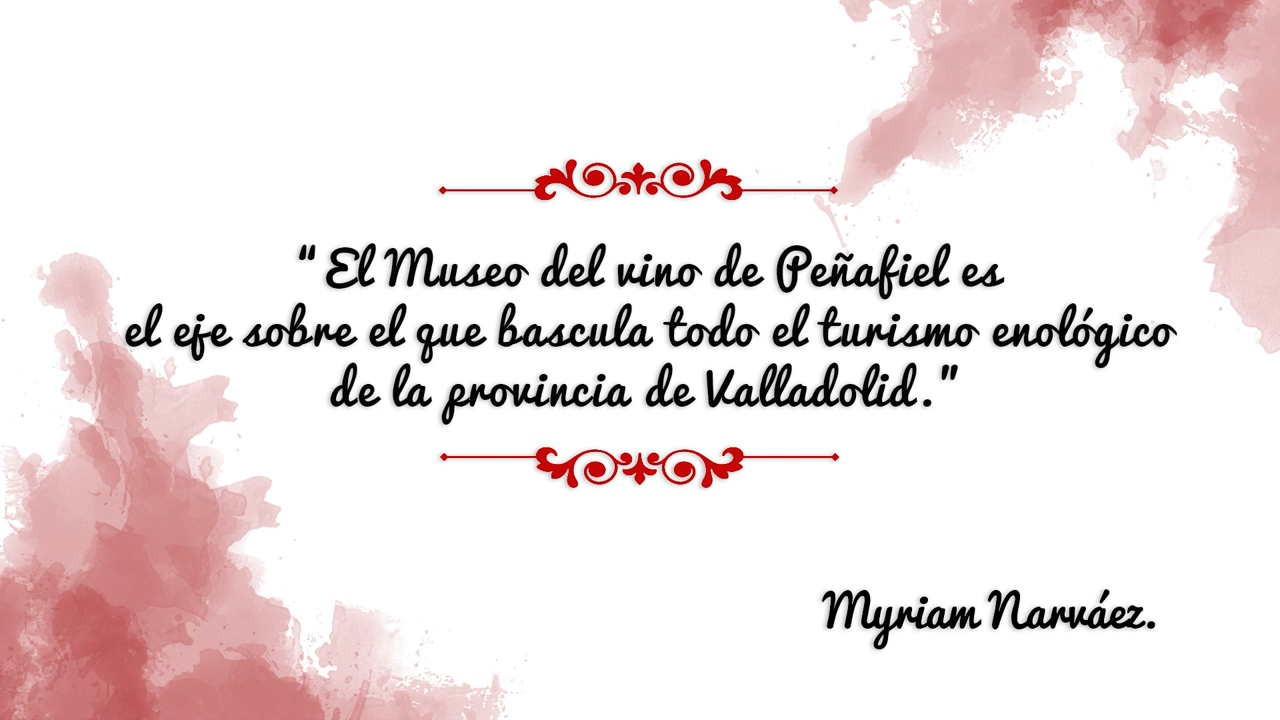 “ El Museo del vino de Peñafiel es
el eje sobre el que bascula todo el turismo enológico
de la provincia de Valladolid.”
Myriam Narváez.